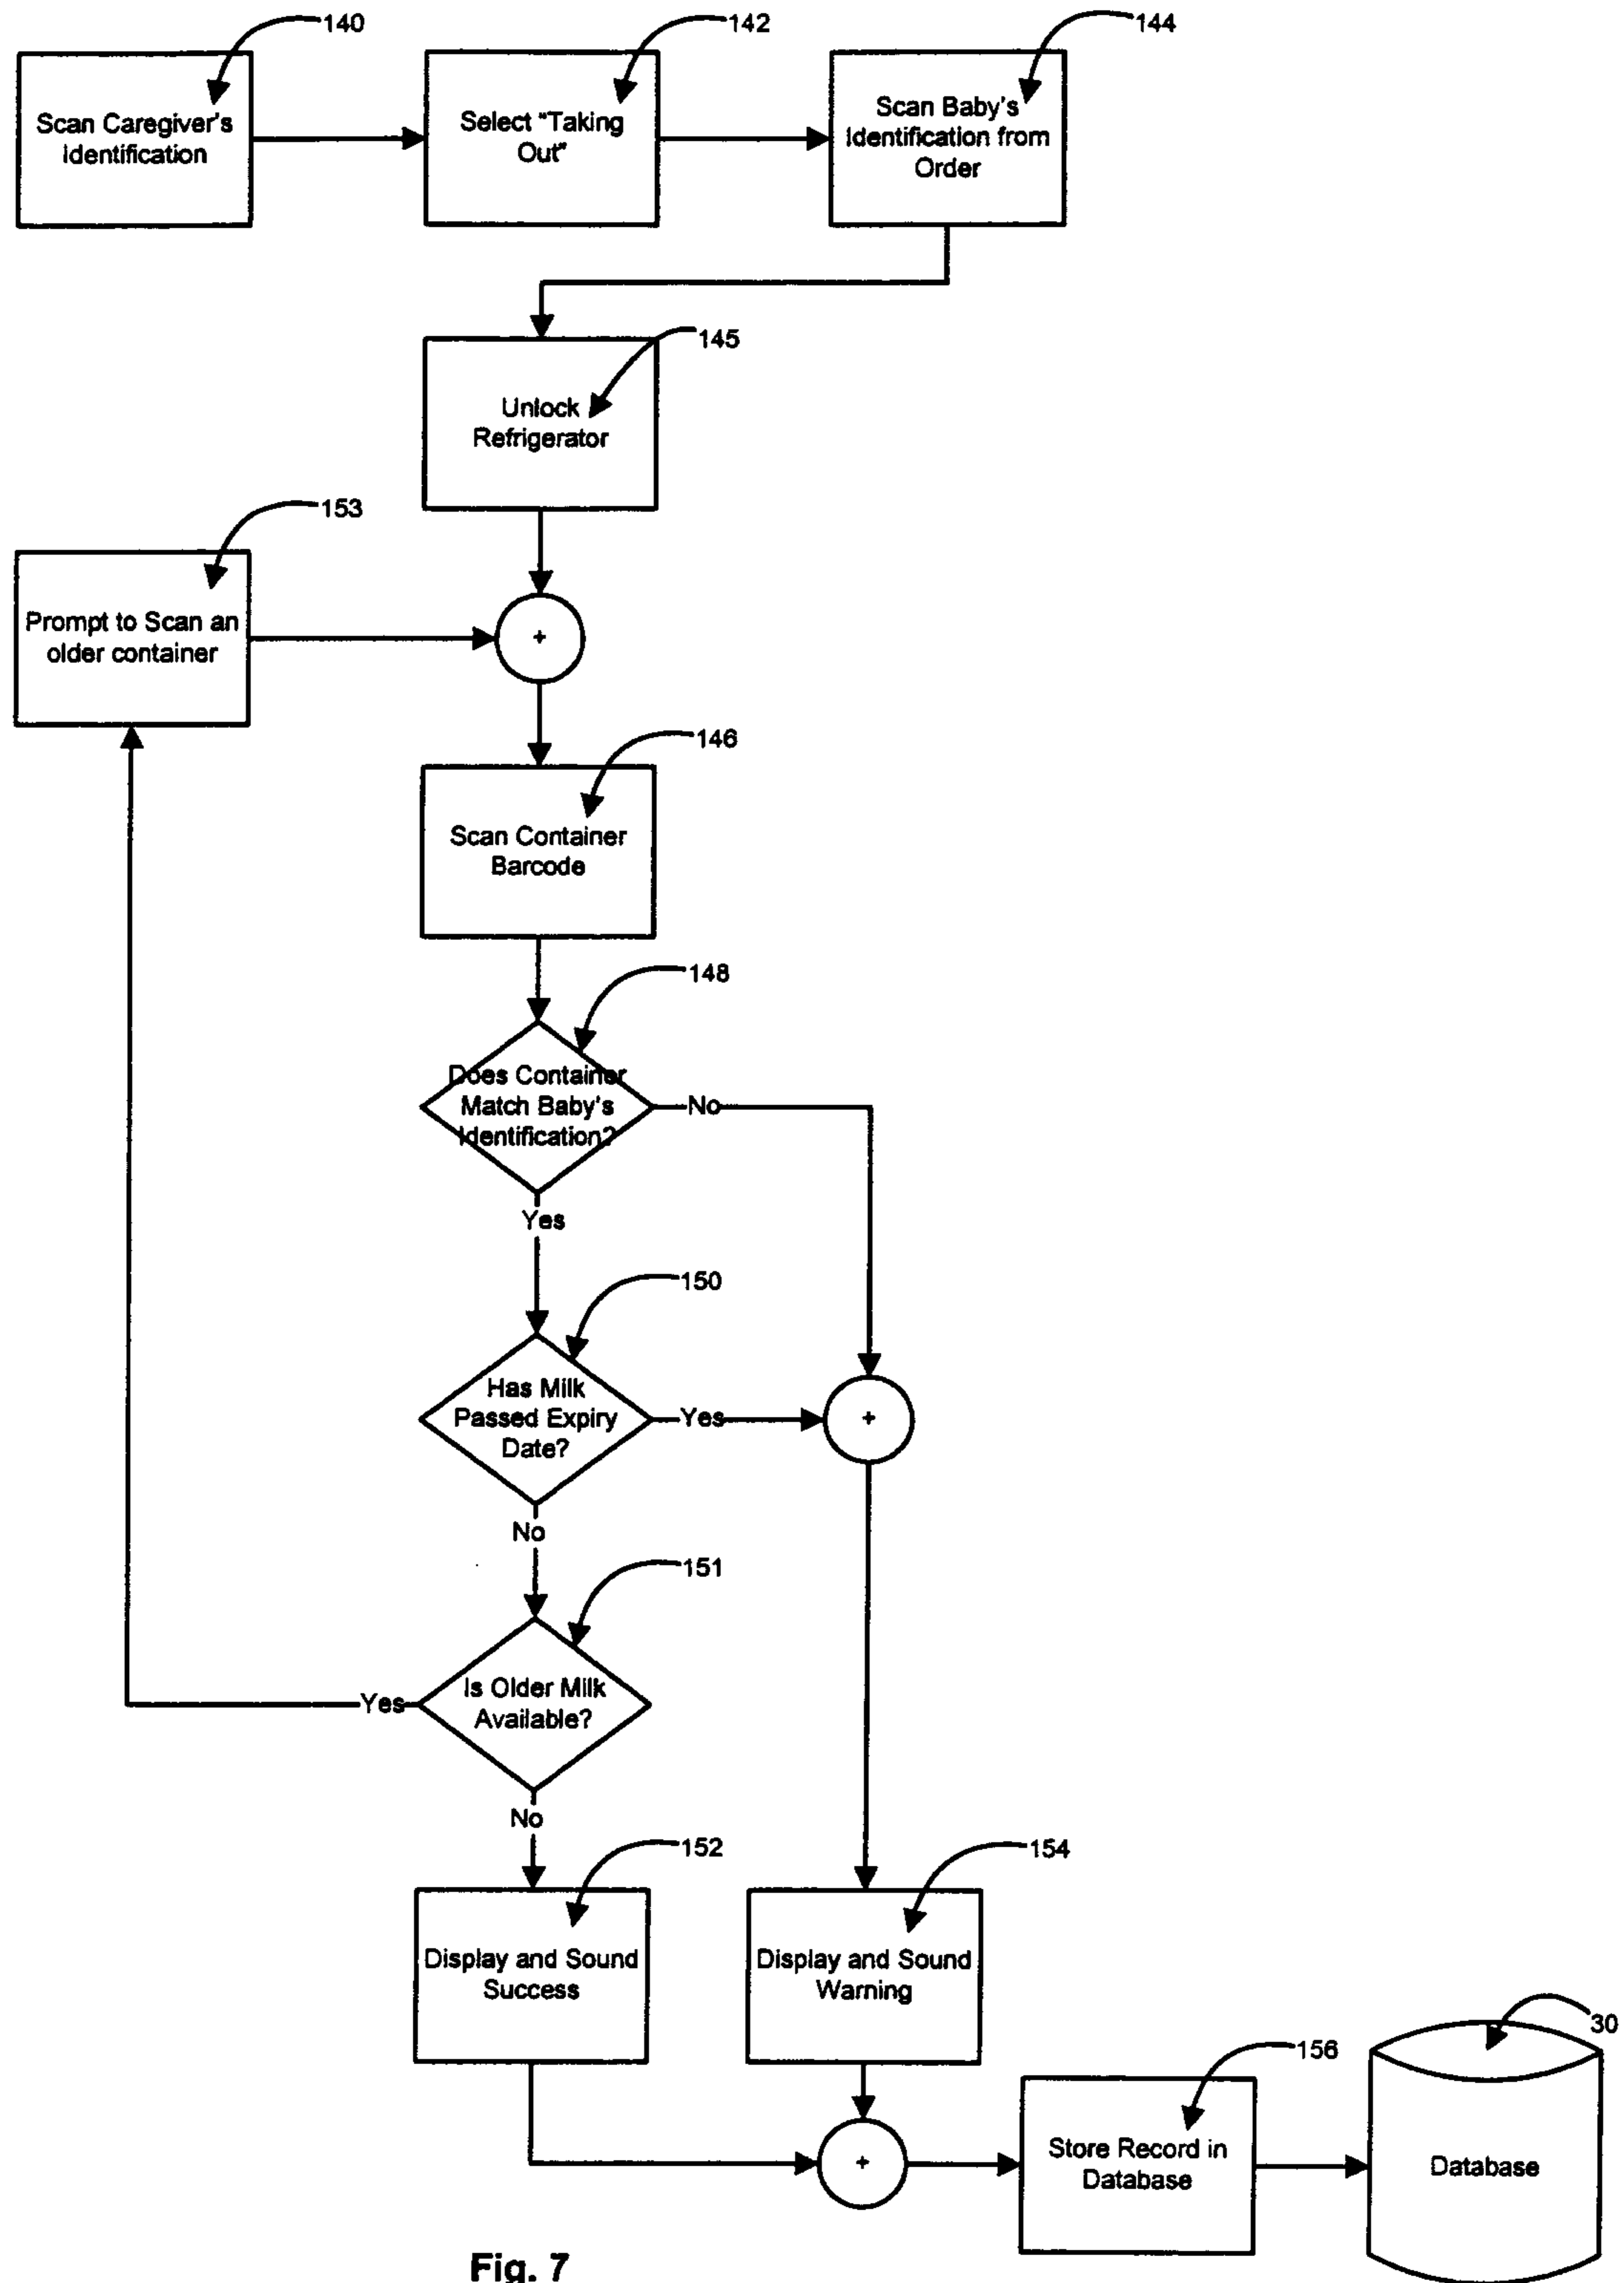 140
142
144
Scan Caregiver's
Identification
Select "Taking
Out"
Scan Baby's
Identification from
Order
145
Unlock
Refrigerator
153
Prompt to Scan an
older container
+
146
Scan Container
Barcode
148
Does Container
Match Baby's
Identification?
No
Yes
150
Has Milk
Passed Expiry
Date?
Yes
+
No
151
Is Older Milk
Available?
Yes
No
152
154
Display and Sound
Success
Display and Sound
Warning
30
156
Store Record in
Database
Database
+
Fig. 7